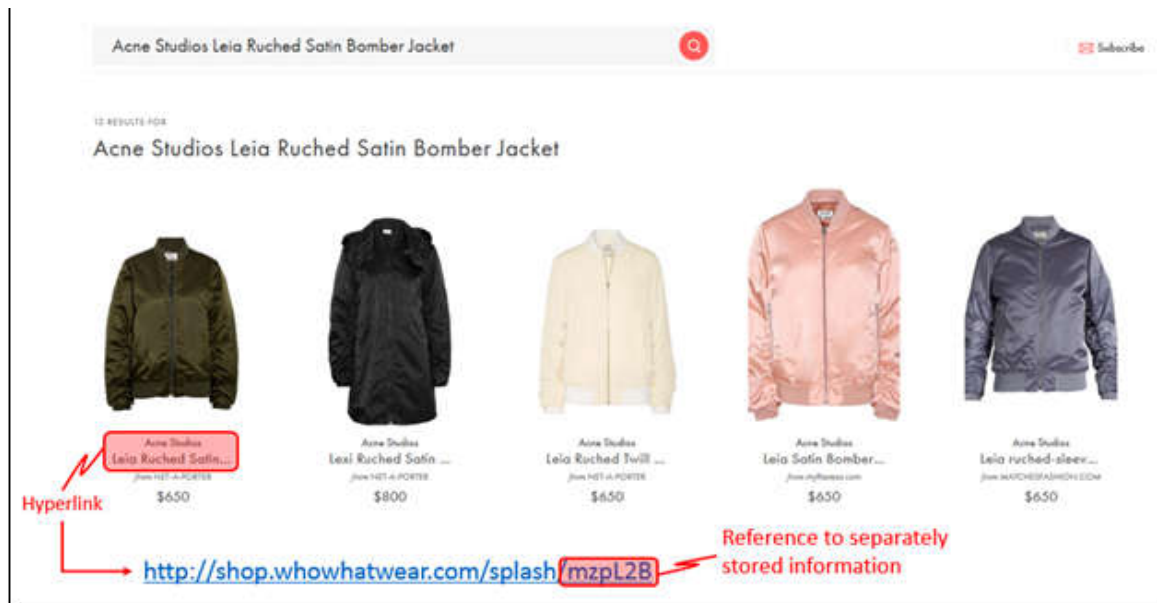 Acne Studios Leia Ruched Satin Bomber Jacket
Subscribe
12 RESULTS FOR
Acne Studios Leia Ruched Satin Bomber Jacket
Acne Studios
Leia Ruched Satin...
from NET-A-PORTER
$650
Acne Studios
Lexi Ruched Satin ...
from NET-A-PORTER
$800
Acne Studios
Leia Ruched Twill ...
from NET-A-PORTER
$650
Acne Studios
Leia Satin Bomber...
from mytheresa.com
$650
Acne Studios
Leia ruched-sleev...
from MATCHESFASHION.COM
$650
Hyperlink
http://shop.whowhatwear.com/splash/mzpL2B
Reference to separately
stored information